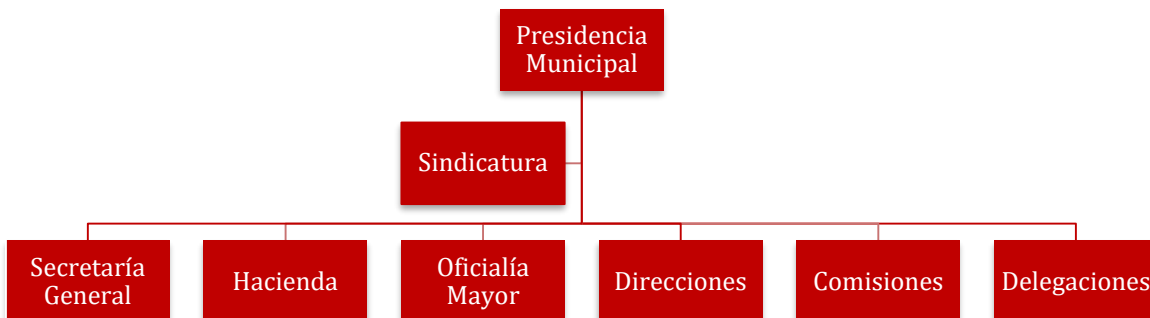 Presidencia
Municipal
Sindicatura
Secretaría
General
Hacienda
Oficialía
Mayor
Direcciones
Comisiones
Delegaciones